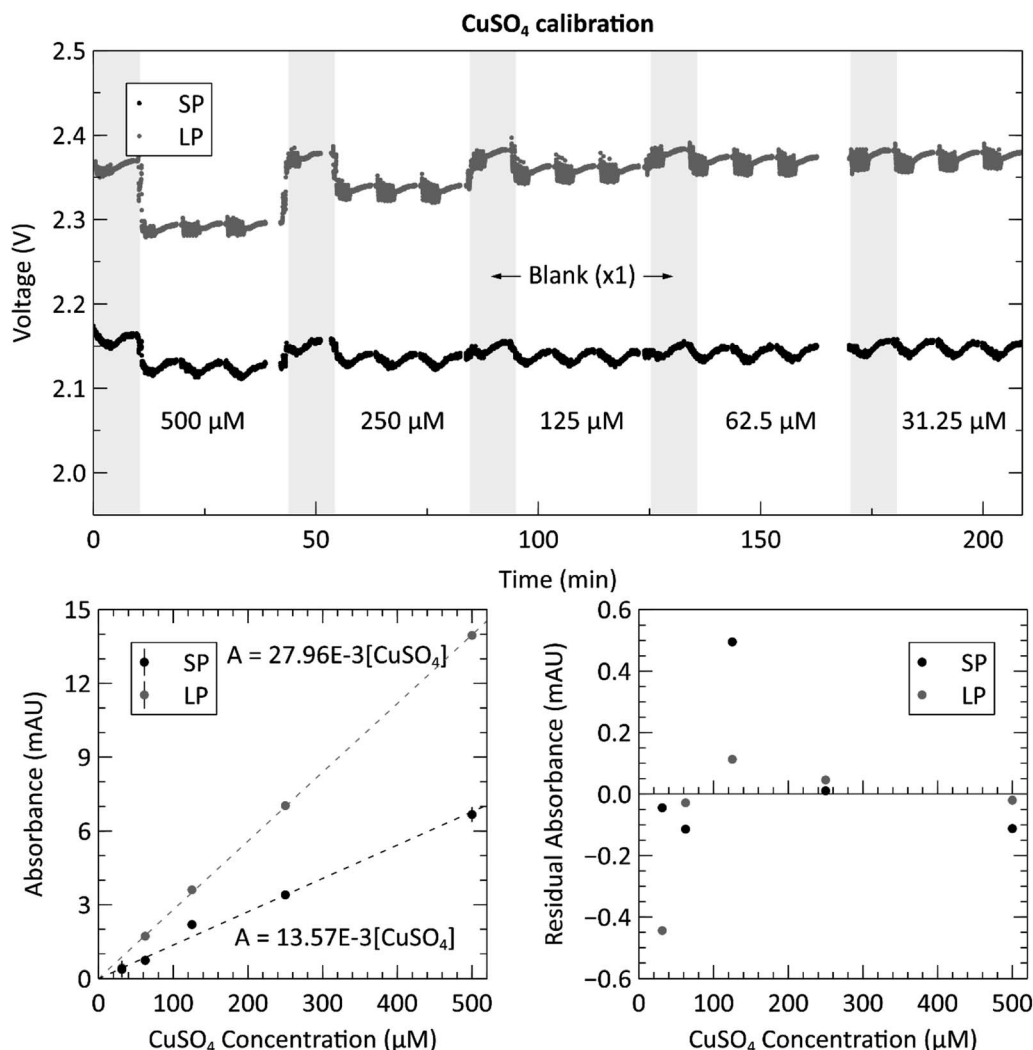 CuSO₄ calibration
2.5
2.4
2.3
2.2
2.1
2.0
Voltage (V)
SP
LP
Blank (x1)
500 µM 250 µM 125 µM 62.5 µM 31.25 µM
0 50 100 150 200
Time (min)
15
12
9
6
3
0
Absorbance (mAU)
SP
LP
A = 27.96E-3[CuSO₄]
A = 13.57E-3[CuSO₄]
0 100 200 300 400 500
CuSO₄ Concentration (µM)
0.6
0.4
0.2
0.0
−0.2
−0.4
−0.6
Residual Absorbance (mAU)
SP
LP
0 100 200 300 400 500
CuSO₄ Concentration (µM)